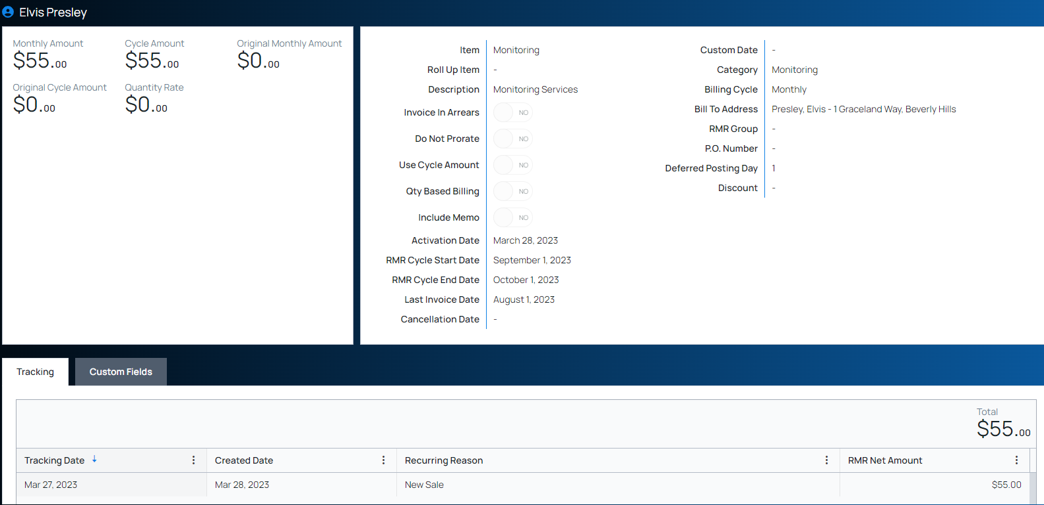 Elvis Presley
Monthly Amount Cycle Amount Original Monthly Amount
$55.00 $55.00 $0.00
Original Cycle Amount Quantity Rate
$0.00 $0.00
Item Monitoring
Roll Up Item -
Description Monitoring Services
Invoice In Arrears NO
Do Not Prorate NO
Use Cycle Amount NO
Qty Based Billing NO
Include Memo NO
Activation Date March 28, 2023
RMR Cycle Start Date September 1, 2023
RMR Cycle End Date October 1, 2023
Last Invoice Date August 1, 2023
Cancellation Date -
Custom Date -
Category Monitoring
Billing Cycle Monthly
Bill To Address Presley, Elvis - 1 Graceland Way, Beverly Hills
RMR Group -
P.O. Number -
Deferred Posting Day 1
Discount -
Tracking Custom Fields
Total
$55.00
Tracking Date Created Date Recurring Reason RMR Net Amount
Mar 27, 2023 Mar 28, 2023 New Sale $55.00